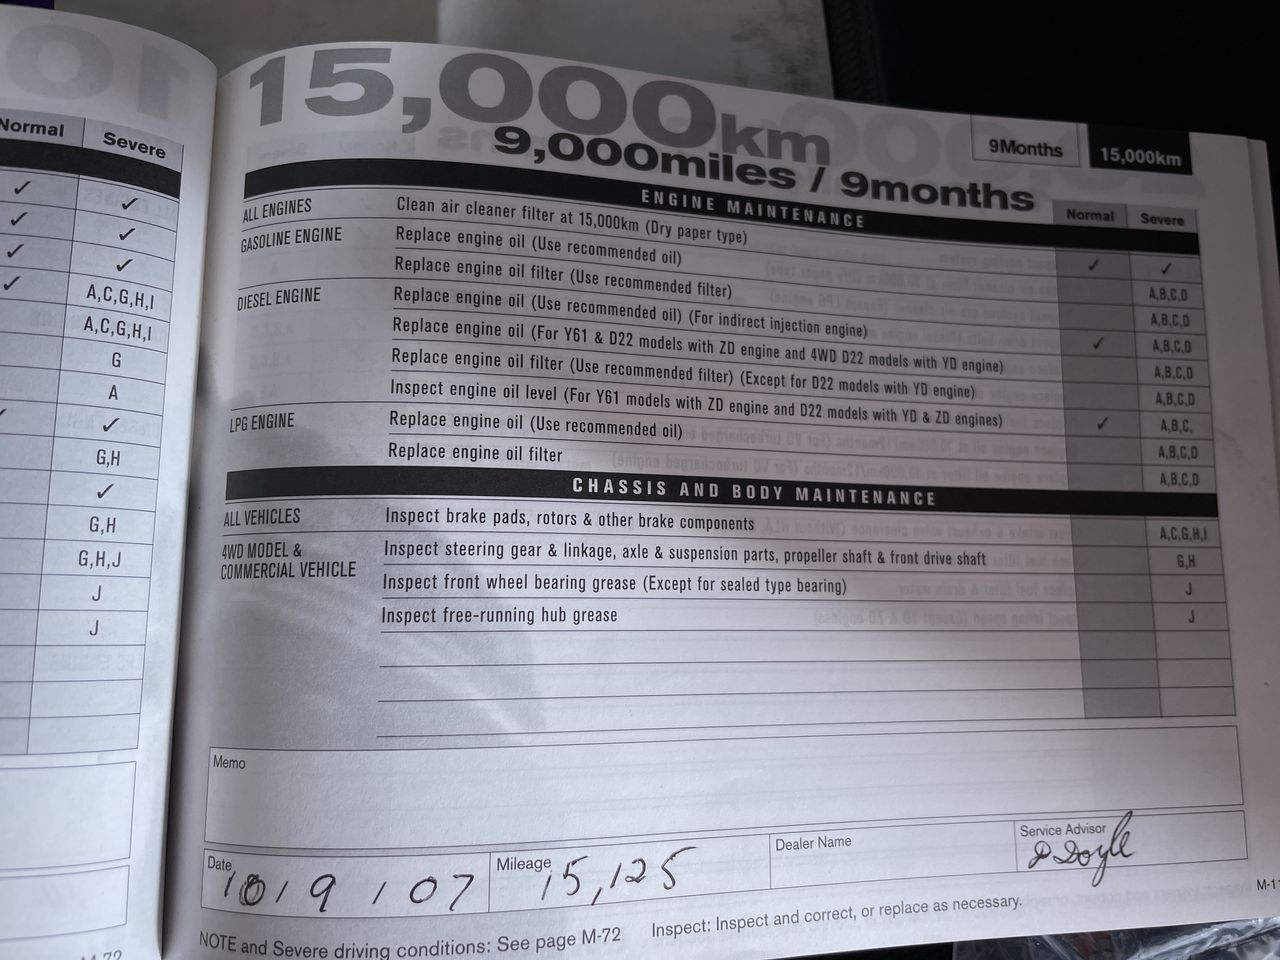 Normal Severe
✓ ✓
✓ ✓
✓ ✓
✓ A,C,G,H,I
A,C,G,H,I
G
A
✓ ✓
G,H
✓
G,H
G,H,J
J
J
M-72
15,000km
9,000miles / 9months
9Months 15,000km
ENGINE MAINTENANCE
Normal Severe
ALL ENGINES Clean air cleaner filter at 15,000km (Dry paper type)
GASOLINE ENGINE Replace engine oil (Use recommended oil) ✓ ✓
Replace engine oil filter (Use recommended filter) A,B,C,D
DIESEL ENGINE Replace engine oil (Use recommended oil) (For indirect injection engine) A,B,C,D
Replace engine oil (For Y61 & D22 models with ZD engine and 4WD D22 models with YD engine) ✓ A,B,C,D
Replace engine oil filter (Use recommended filter) (Except for D22 models with YD engine) A,B,C,D
Inspect engine oil level (For Y61 models with ZD engine and D22 models with YD & ZD engines) A,B,C,D
LPG ENGINE Replace engine oil (Use recommended oil) ✓ A,B,C,
Replace engine oil filter A,B,C,D
A,B,C,D
CHASSIS AND BODY MAINTENANCE
ALL VEHICLES Inspect brake pads, rotors & other brake components A,C,G,H,I
4WD MODEL & Inspect steering gear & linkage, axle & suspension parts, propeller shaft & front drive shaft G,H
COMMERCIAL VEHICLE Inspect front wheel bearing grease (Except for sealed type bearing) J
Inspect free-running hub grease J
Memo
Date 10 / 9 / 07 Mileage 15,125 Dealer Name Service Advisor P Doyle
NOTE and Severe driving conditions: See page M-72 Inspect: Inspect and correct, or replace as necessary.